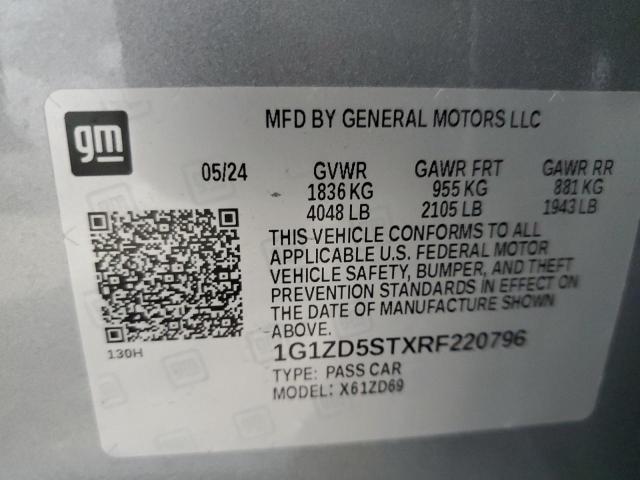 gm
MFD BY GENERAL MOTORS LLC
05/24 GVWR GAWR FRT GAWR RR
1836 KG 955 KG 881 KG
4048 LB 2105 LB 1943 LB
THIS VEHICLE CONFORMS TO ALL
APPLICABLE U.S. FEDERAL MOTOR
VEHICLE SAFETY, BUMPER, AND THEFT
PREVENTION STANDARDS IN EFFECT ON
THE DATE OF MANUFACTURE SHOWN
ABOVE.
130H
1G1ZD5STXRF220796
TYPE: PASS CAR
MODEL: X61ZD69